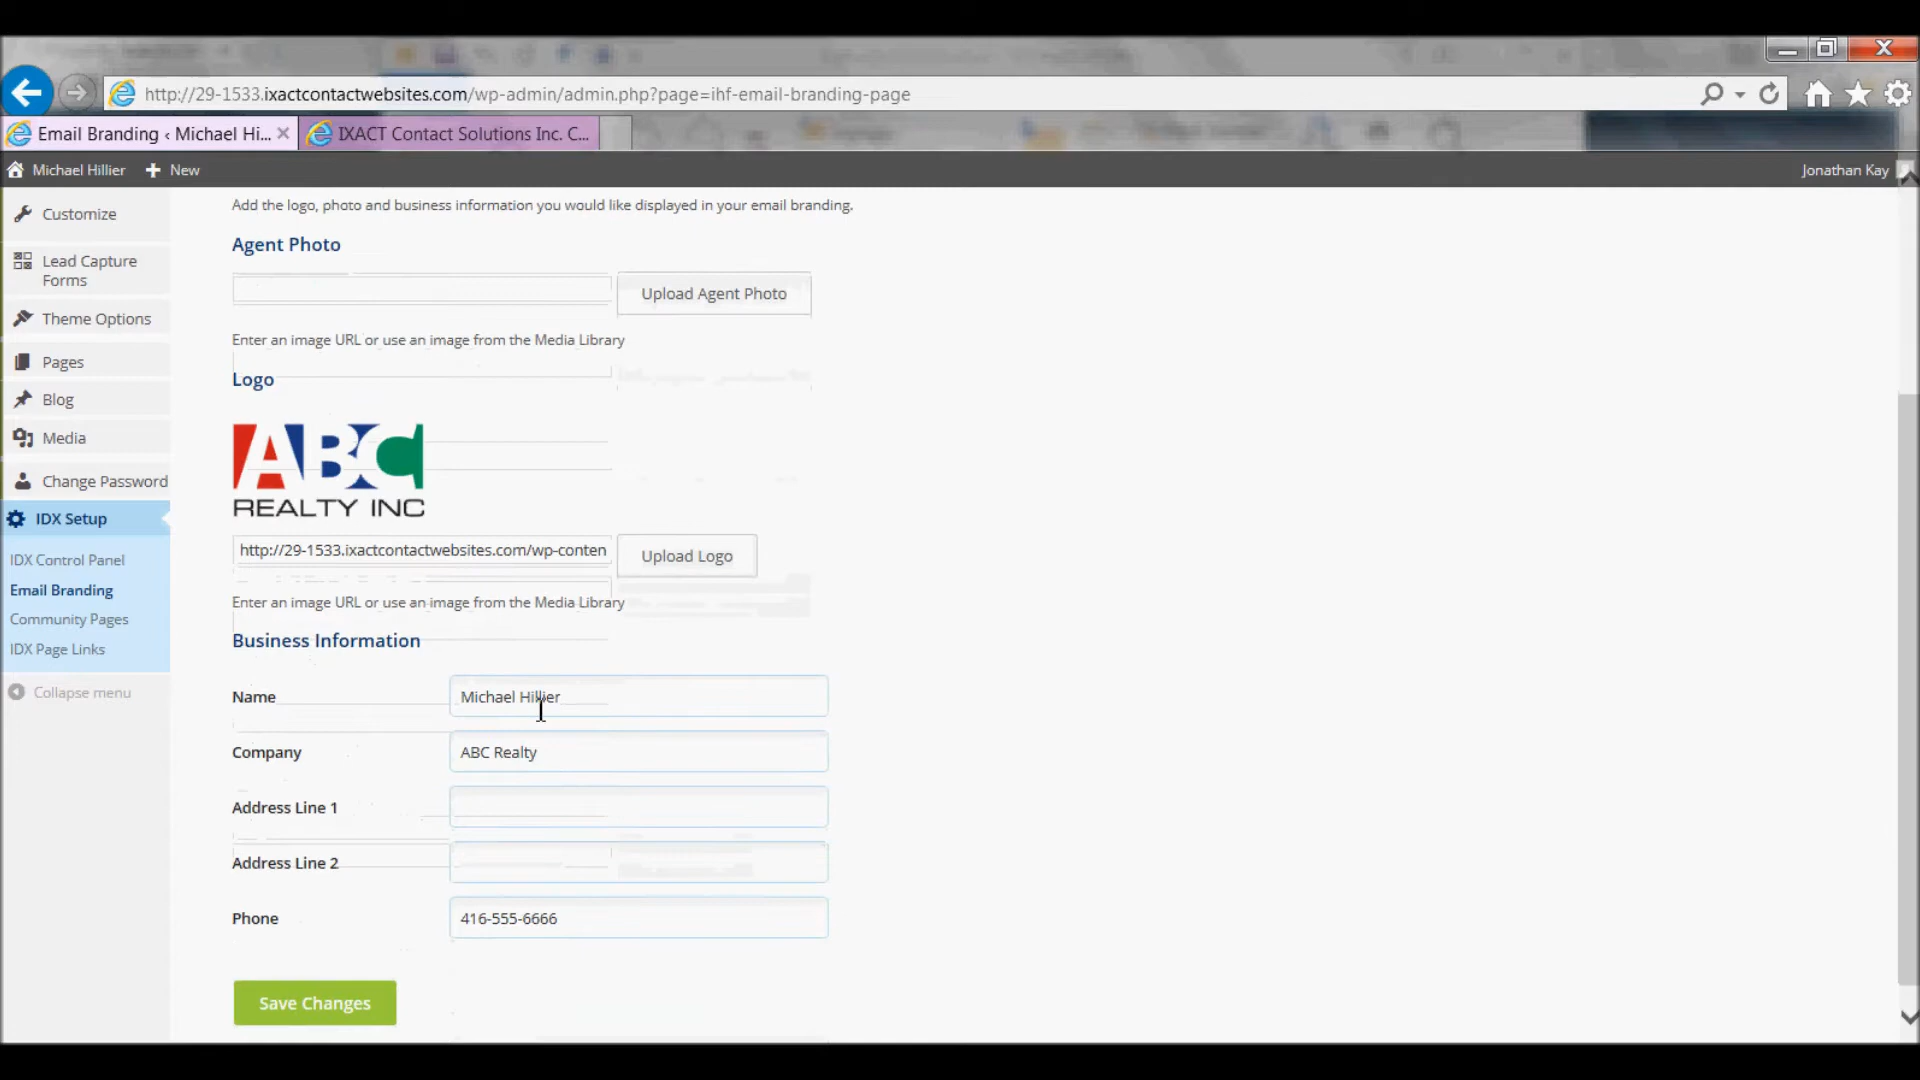 http://29-1533.ixactcontactwebsites.com/wp-admin/admin.php?page=ihf-email-branding-page
Email Branding ‹ Michael Hi...
IXACT Contact Solutions Inc. C...
Michael Hillier
New
Jonathan Kay
Customize
Lead Capture
Forms
Theme Options
Pages
Blog
Media
Change Password
IDX Setup
IDX Control Panel
Email Branding
Community Pages
IDX Page Links
Collapse menu
Add the logo, photo and business information you would like displayed in your email branding.
Agent Photo
Upload Agent Photo
Enter an image URL or use an image from the Media Library
Logo
ABC
REALTY INC
http://29-1533.ixactcontactwebsites.com/wp-conten
Upload Logo
Enter an image URL or use an image from the Media Library
Business Information
Name
Michael Hillier
Company
ABC Realty
Address Line 1
Address Line 2
Phone
416-555-6666
Save Changes